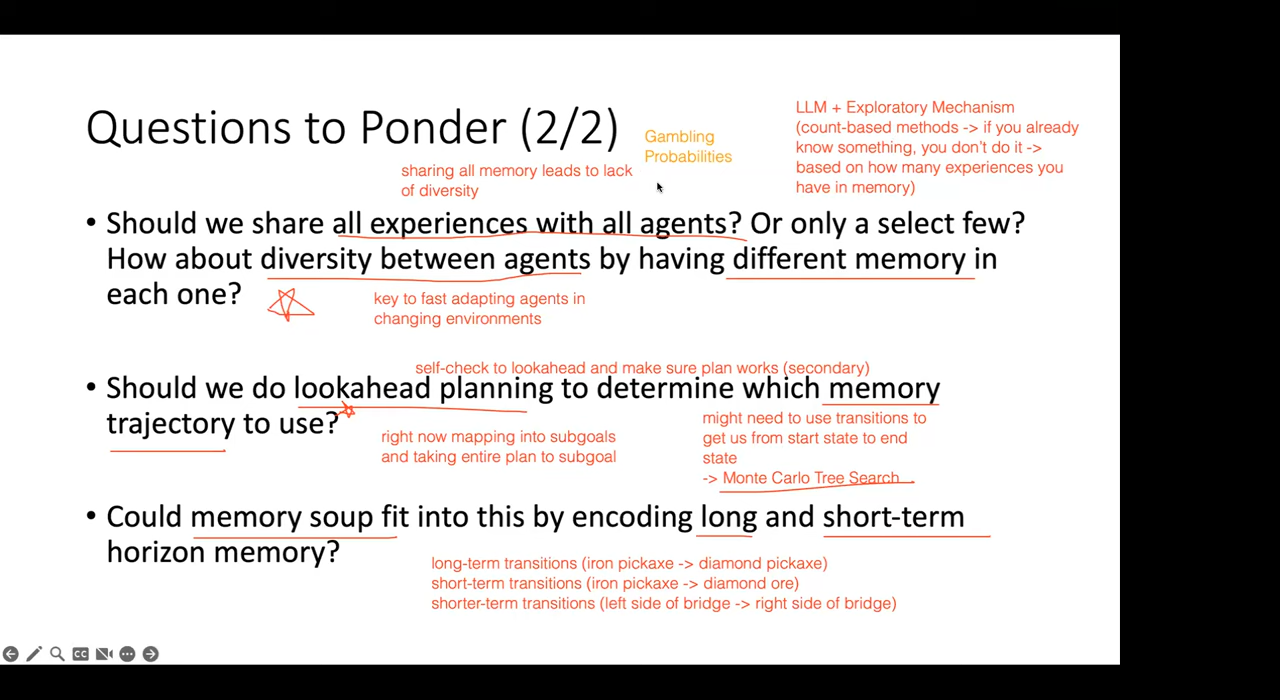 Questions to Ponder (2/2)
Gambling
Probabilities
LLM + Exploratory Mechanism
(count-based methods -> if you already
know something, you don't do it ->
based on how many experiences you
have in memory)
sharing all memory leads to lack
of diversity
• Should we share all experiences with all agents? Or only a select few?
How about diversity between agents by having different memory in
each one?
key to fast adapting agents in
changing environments
self-check to lookahead and make sure plan works (secondary)
• Should we do lookahead planning to determine which memory
trajectory to use?
right now mapping into subgoals
and taking entire plan to subgoal
might need to use transitions to
get us from start state to end
state
-> Monte Carlo Tree Search
• Could memory soup fit into this by encoding long and short-term
horizon memory?
long-term transitions (iron pickaxe -> diamond pickaxe)
short-term transitions (iron pickaxe -> diamond ore)
shorter-term transitions (left side of bridge -> right side of bridge)
CC